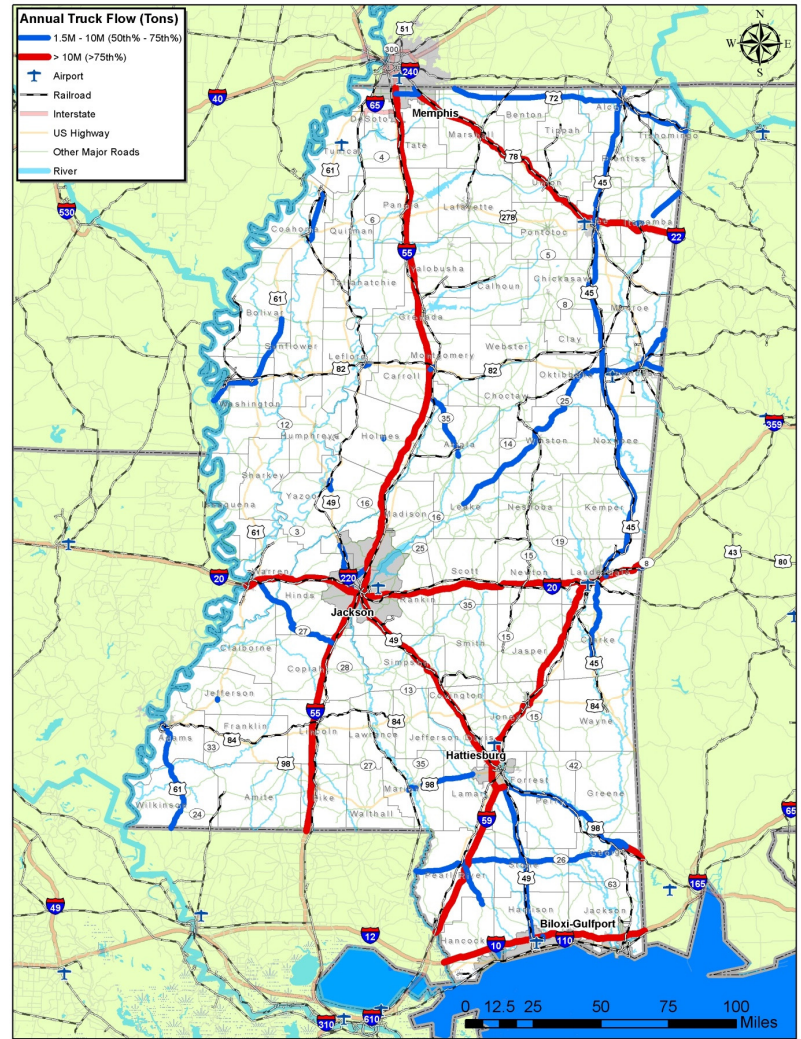 Annual Truck Flow (Tons)
1.5M - 10M (50th% - 75th%)
> 10M (>75th%)
Airport
Railroad
Interstate
US Highway
Other Major Roads
River
N
W E
S
51
300
240
40
65
72
Memphis
DeSoto
Benton
Alcorn
Marshall
Tippah
Tishomingo
Tunica
Tate
78
Prentiss
4
61
45
Union
Panola
Lafayette
278
Itawamba
530
6
22
Coahoma
Quitman
Pontotoc
55
5
Yalobusha
Chickasaw
Tallahatchie
Calhoun
45
61
8
Monroe
Bolivar
Grenada
Sunflower
Webster
Clay
Leflore
Montgomery
82
82
Carroll
Oktibbeha
Choctaw
Washington
25
35
12
359
Humphreys
Holmes
Attala
14
Winston
Noxubee
Sharkey
Yazoo
Issaquena
49
16
Leake
Neshoba
Kemper
Madison
16
45
61
3
25
19
43
15
80
Warren
220
Scott
Newton
Lauderdale
8
20
20
Hinds
Rankin
Jackson
35
27
49
Smith
15
Clarke
Claiborne
Jasper
Copiah
28
Simpson
45
Jefferson
13
Covington
84
55
84
Jones
15
Wayne
Franklin
Lincoln
Lawrence
Jefferson Davis
Adams
84
33
Hattiesburg
98
27
35
42
61
98
Forrest
Marion
Lamar
Perry
Greene
Wilkinson
Amite
Pike
24
Walthall
65
59
98
26
George
Stone
Pearl River
49
63
165
49
Harrison
Jackson
Biloxi-Gulfport
12
Hancock
10
110
0 12.5 25 50 75 100
Miles
310
610